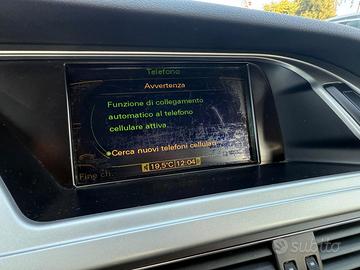 Telefono
Avvertenza
Funzione di collegamento
automatico al telefono
cellulare attiva.
Cerca nuovi telefoni cellulari
19,5°C 12:04
Fine ch.
subito